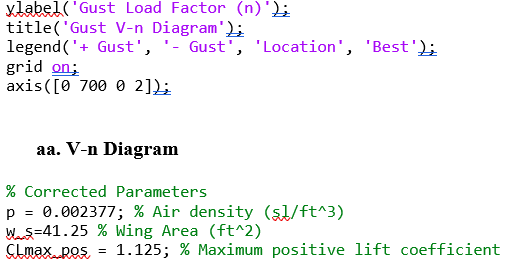 ylabel('Gust Load Factor (n)');
title('Gust V-n Diagram');
legend('+ Gust', '- Gust', 'Location', 'Best');
grid on;
axis([0 700 0 2]);
aa. V-n Diagram
% Corrected Parameters
p = 0.002377; % Air density (sl/ft^3)
w_s=41.25 % Wing Area (ft^2)
CLmax_pos = 1.125; % Maximum positive lift coefficient